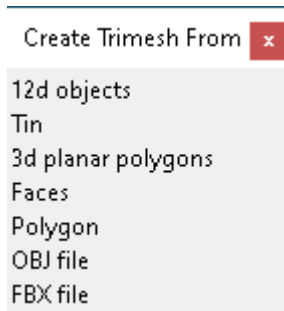 Create Trimesh From x
12d objects
Tin
3d planar polygons
Faces
Polygon
OBJ file
FBX file